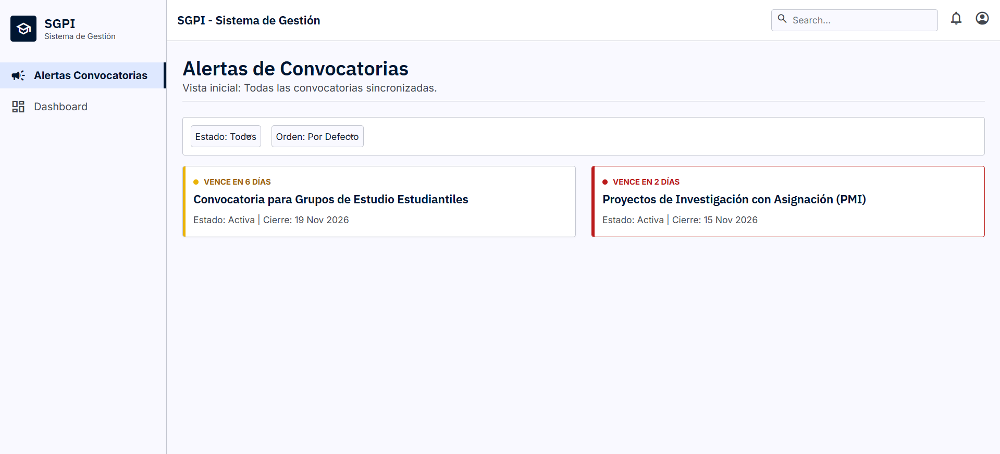 SGPI
Sistema de Gestión
Alertas Convocatorias
Dashboard
SGPI - Sistema de Gestión
Search...
Alertas de Convocatorias
Vista inicial: Todas las convocatorias sincronizadas.
Estado: Todos
Orden: Por Defecto
VENCE EN 6 DÍAS
Convocatoria para Grupos de Estudio Estudiantiles
Estado: Activa | Cierre: 19 Nov 2026
VENCE EN 2 DÍAS
Proyectos de Investigación con Asignación (PMI)
Estado: Activa | Cierre: 15 Nov 2026